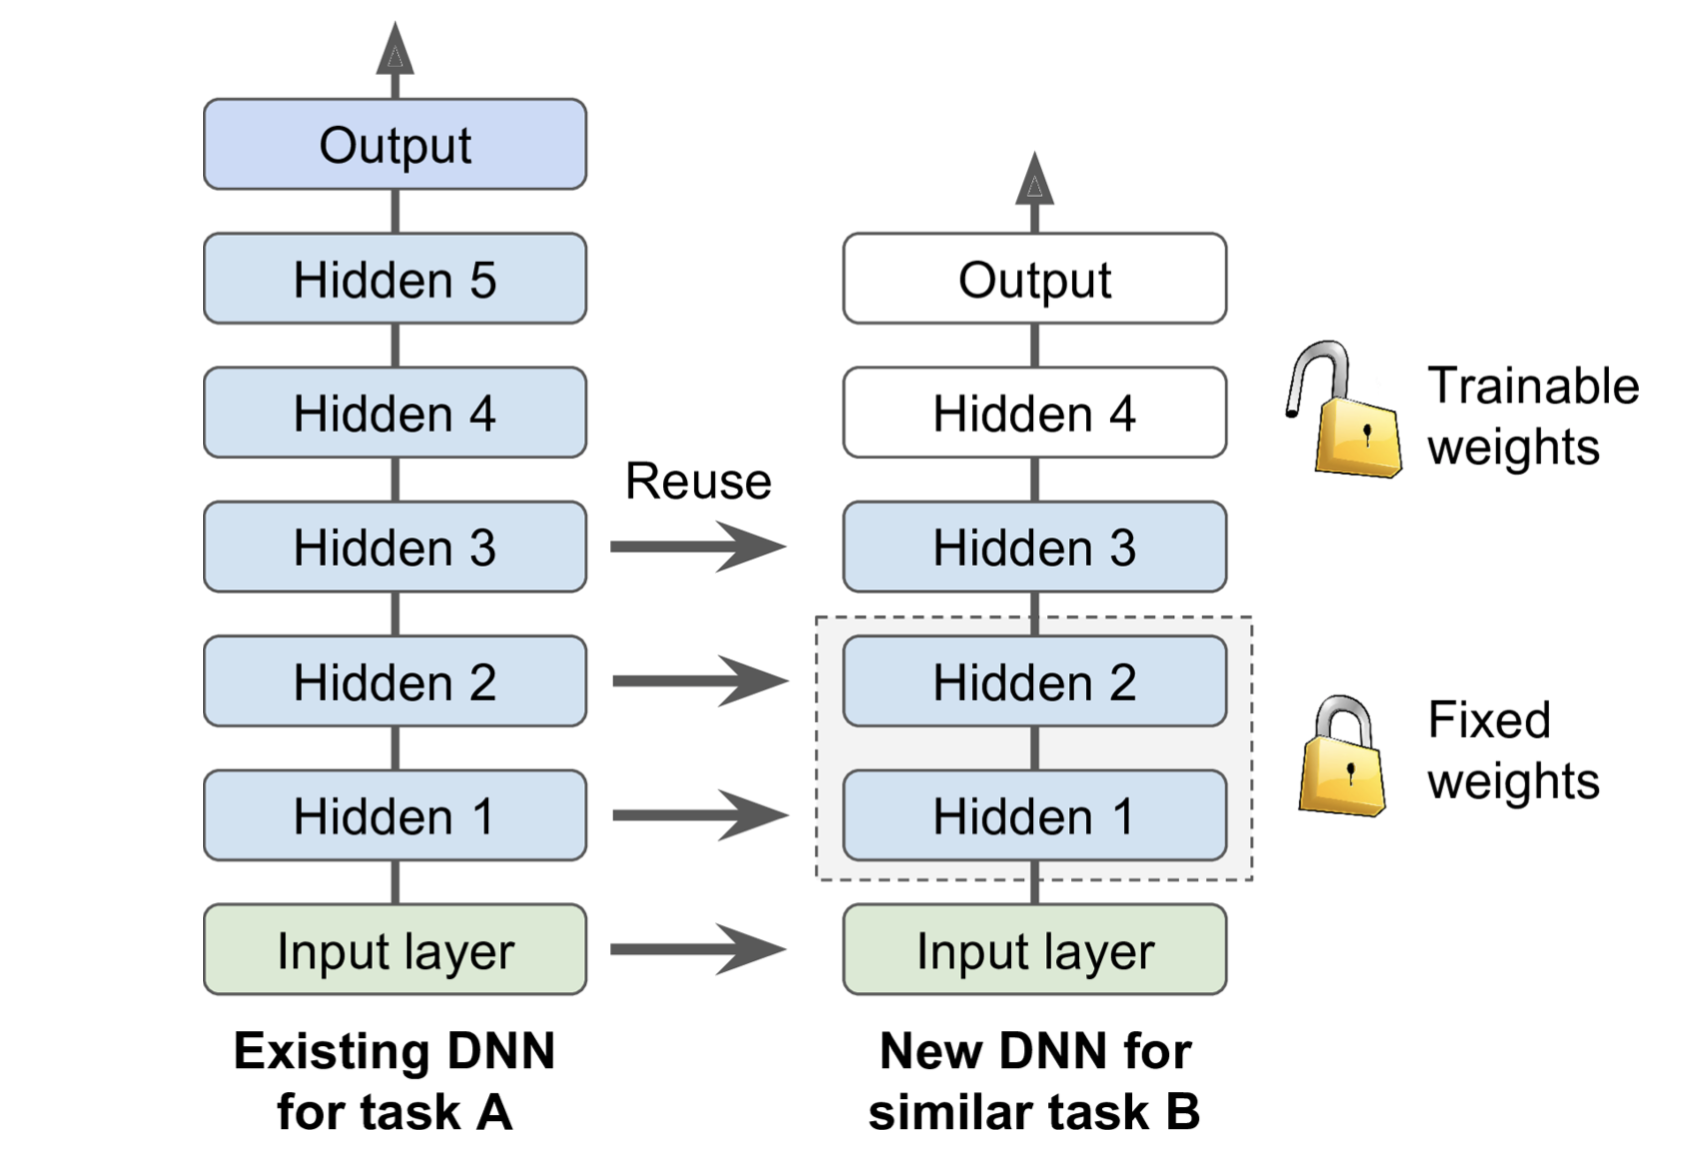 Output
Hidden 5
Hidden 4
Hidden 3
Hidden 2
Hidden 1
Input layer
Existing DNN
for task A
Reuse
Output
Hidden 4
Hidden 3
Hidden 2
Hidden 1
Input layer
New DNN for
similar task B
Trainable
weights
Fixed
weights